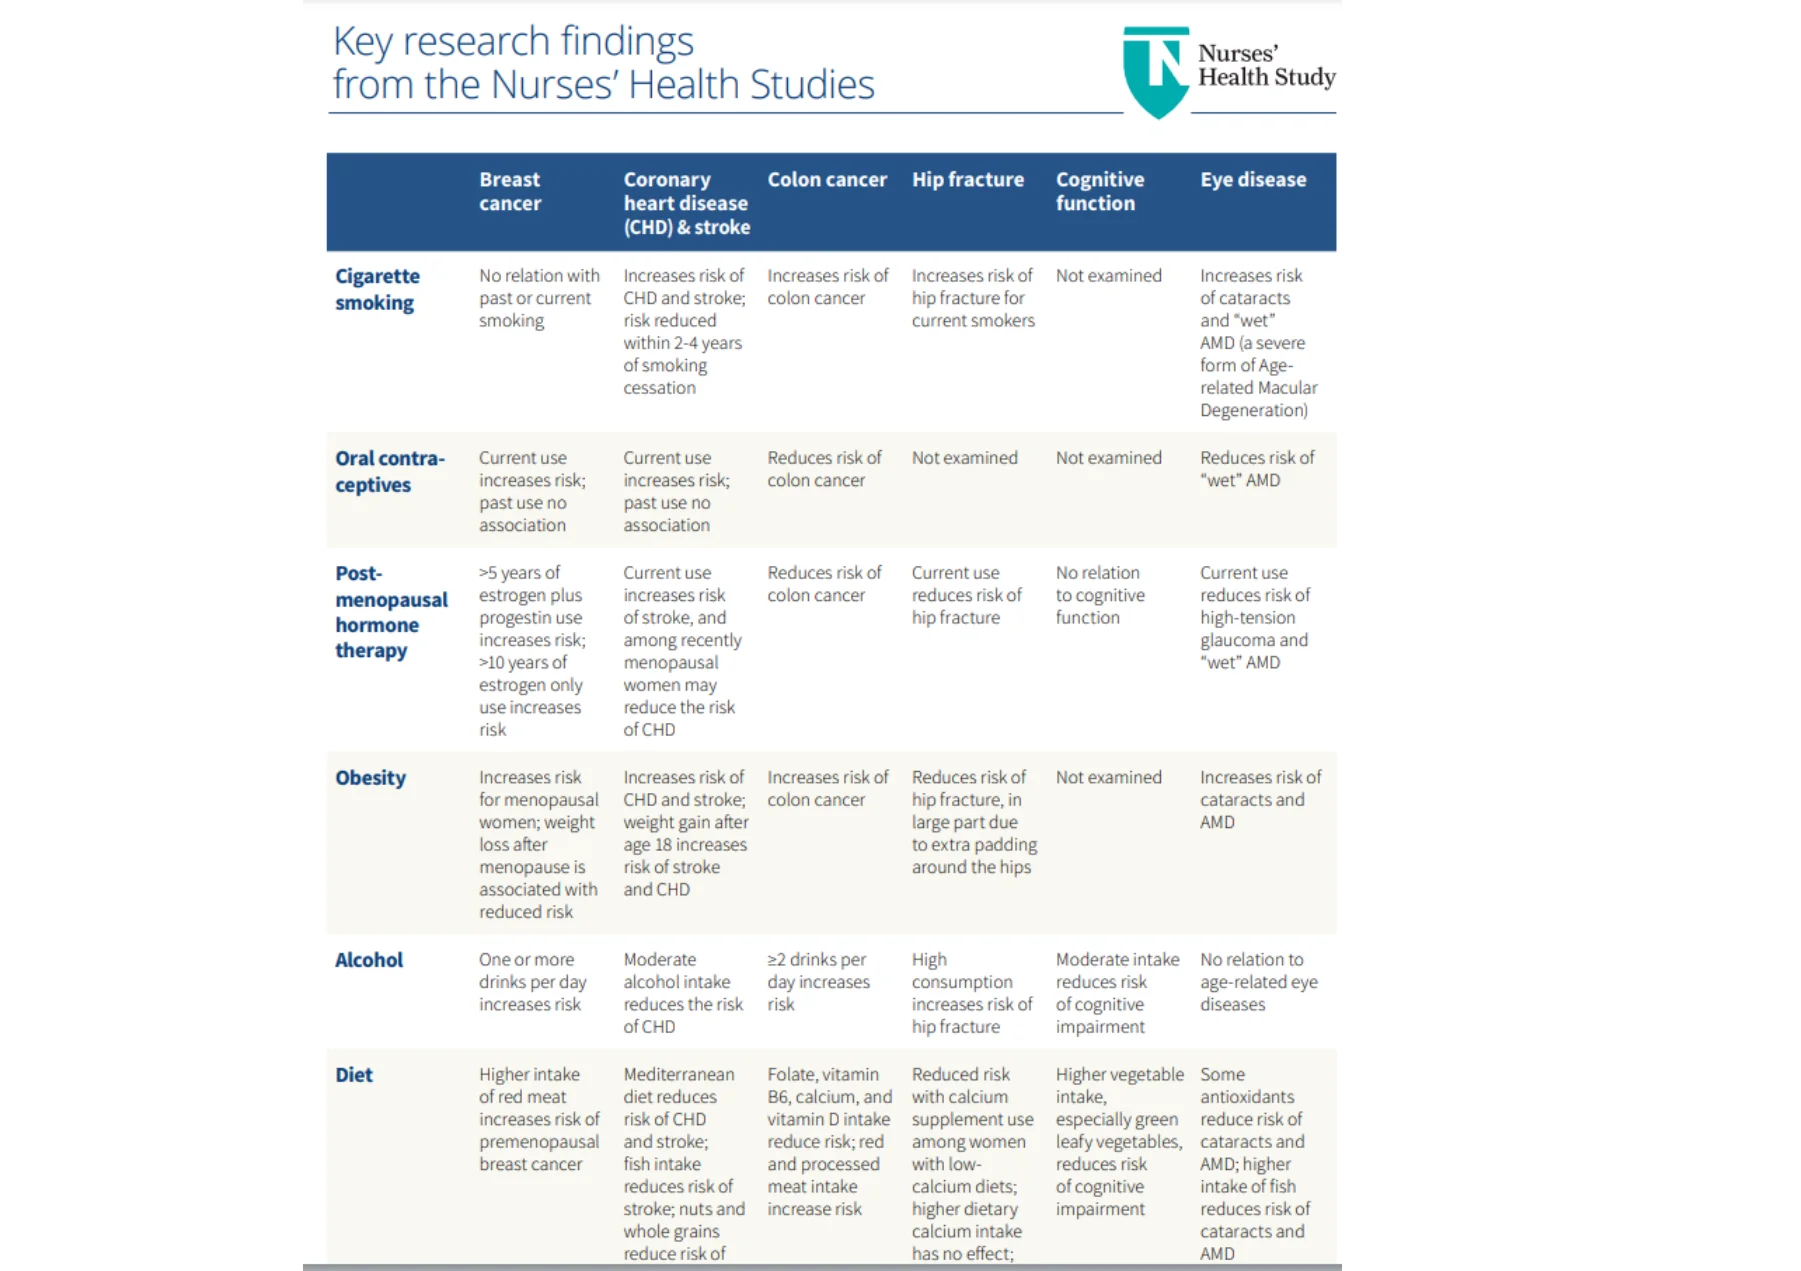 Key research findings
from the Nurses’ Health Studies
Nurses’
Health Study
Breast
cancer
Coronary
heart disease
(CHD) & stroke
Colon cancer
Hip fracture
Cognitive
function
Eye disease
Cigarette
smoking
No relation with
past or current
smoking
Increases risk of
CHD and stroke;
risk reduced
within 2-4 years
of smoking
cessation
Increases risk of
colon cancer
Increases risk of
hip fracture for
current smokers
Not examined
Increases risk
of cataracts
and “wet”
AMD (a severe
form of Age-
related Macular
Degeneration)
Oral contra-
ceptives
Current use
increases risk;
past use no
association
Current use
increases risk;
past use no
association
Reduces risk of
colon cancer
Not examined
Not examined
Reduces risk of
“wet” AMD
Post-
menopausal
hormone
therapy
>5 years of
estrogen plus
progestin use
increases risk;
>10 years of
estrogen only
use increases
risk
Current use
increases risk
of stroke, and
among recently
menopausal
women may
reduce the risk
of CHD
Reduces risk of
colon cancer
Current use
reduces risk of
hip fracture
No relation
to cognitive
function
Current use
reduces risk of
high-tension
glaucoma and
“wet” AMD
Obesity
Increases risk
for menopausal
women; weight
loss after
menopause is
associated with
reduced risk
Increases risk of
CHD and stroke;
weight gain after
age 18 increases
risk of stroke
and CHD
Increases risk of
colon cancer
Reduces risk of
hip fracture, in
large part due
to extra padding
around the hips
Not examined
Increases risk of
cataracts and
AMD
Alcohol
One or more
drinks per day
increases risk
Moderate
alcohol intake
reduces the risk
of CHD
≥2 drinks per
day increases
risk
High
consumption
increases risk of
hip fracture
Moderate intake
reduces risk
of cognitive
impairment
No relation to
age-related eye
diseases
Diet
Higher intake
of red meat
increases risk of
premenopausal
breast cancer
Mediterranean
diet reduces
risk of CHD
and stroke;
fish intake
reduces risk of
stroke; nuts and
whole grains
reduce risk of
Folate, vitamin
B6, calcium, and
vitamin D intake
reduce risk; red
and processed
meat intake
increase risk
Reduced risk
with calcium
supplement use
among women
with low-
calcium diets;
higher dietary
calcium intake
has no effect;
Higher vegetable
intake,
especially green
leafy vegetables,
reduces risk
of cognitive
impairment
Some
antioxidants
reduce risk of
cataracts and
AMD; higher
intake of fish
reduces risk of
cataracts and
AMD